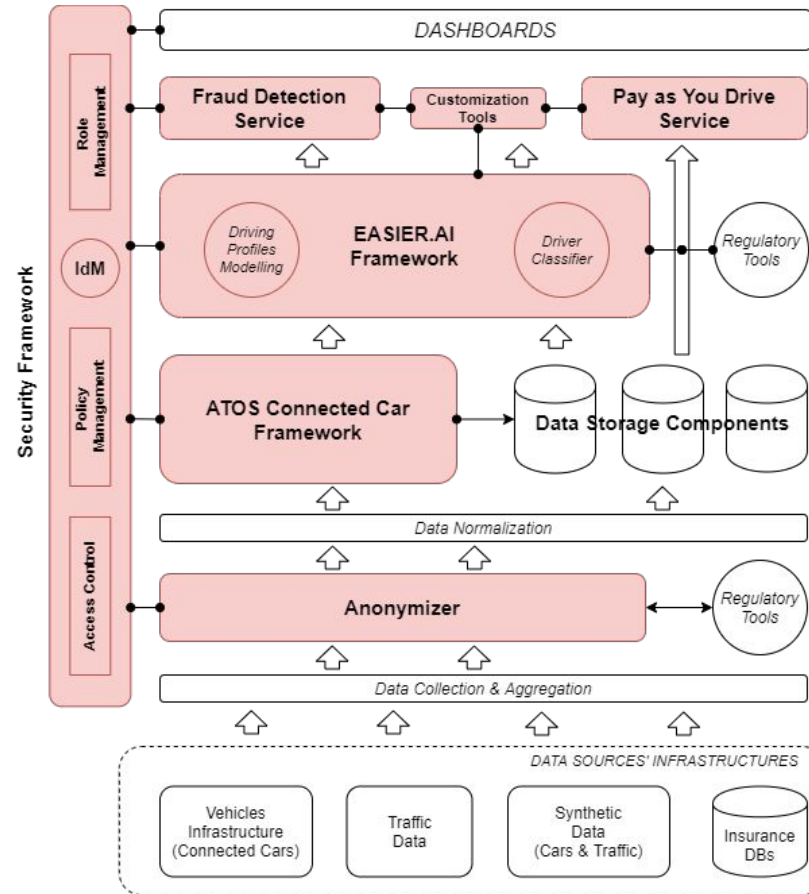 DASHBOARDS
Fraud Detection
Service
Customization
Tools
Pay as You Drive
Service
Role
Management
EASIER.AI
Framework
Driving
Profiles
Modelling
Driver
Classifier
Regulatory
Tools
IdM
Security Framework
Policy
Management
ATOS Connected Car
Framework
Data Storage Components
Data Normalization
Access Control
Anonymizer
Regulatory
Tools
Data Collection & Aggregation
DATA SOURCES' INFRASTRUCTURES
Vehicles
Infrastructure
(Connected Cars)
Traffic
Data
Synthetic
Data
(Cars & Traffic)
Insurance
DBs